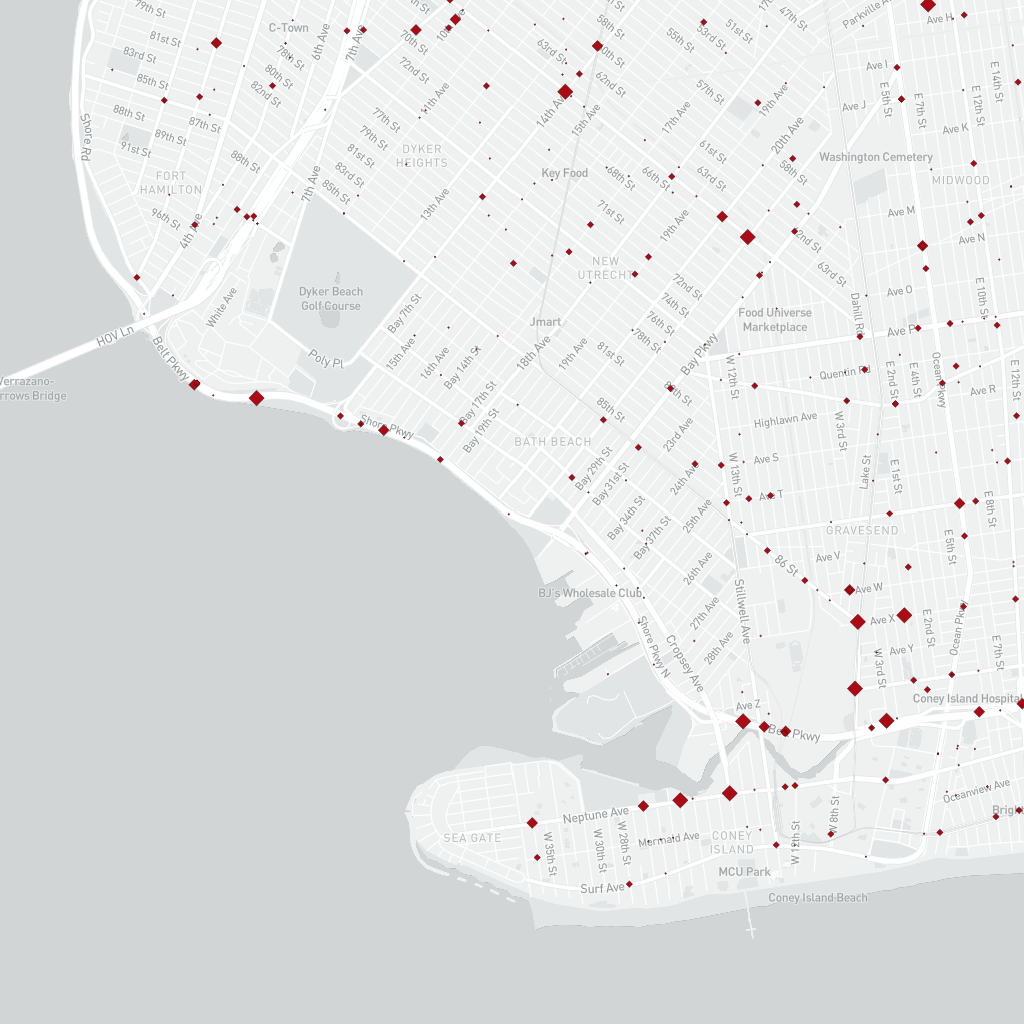 79th St
C-Town
6th Ave
7th Ave
70th St
58th St
47th St
Parkville Ave
Ave H
81st St
83rd St
78th St
63rd St
60th St
55th St
53rd St
51st St
85th St
80th St
82nd St
72nd St
62nd St
57th St
19th Ave
Ave I
E 14th St
88th St
87th St
11th Ave
14th Ave
15th Ave
17th Ave
Ave J
E 5th St
E 7th St
E 12th St
Shore Rd
89th St
91st St
77th St
79th St
20th Ave
Ave K
88th St
81st St
DYKER
HEIGHTS
Key Food
61st St
Washington Cemetery
FORT
HAMILTON
83rd St
85th St
7th Ave
68th St
66th St
63rd St
58th St
MIDWOOD
96th St
4th Ave
13th Ave
71st St
19th Ave
Ave M
Ave N
NEW
UTRECHT
63rd St
White Ave
Dyker Beach
Golf Course
72nd St
74th St
76th St
Food Universe
Marketplace
Dahill Rd
Ave O
E 10th St
HOV Ln
Belt Pkwy
Bay 7th St
Jmart
18th Ave
19th Ave
81st St
Bay Pkwy
Ave P
Poly Pl
15th Ave
16th Ave
Bay 14th St
W 12th St
Quentin Rd
E 2nd St
E 4th St
Ocean Pkwy
Ave R
Verrazano-
Narrows Bridge
Shore Pkwy
Bay 17th St
Bay 19th St
85th St
Highlawn Ave
W 3rd St
BATH BEACH
23rd Ave
24th Ave
W 13th St
Ave S
Lake St
E 1st St
Bay 29th St
Bay 31st St
Bay 34th St
Bay 37th St
25th Ave
26th Ave
Ave T
GRAVESEND
E 8th St
E 5th St
Ave V
86 St
BJ's Wholesale Club
27th Ave
28th Ave
Stillwell Ave
Ave W
Ave X
Ave Y
E 2nd St
Ocean Pkwy
E 7th St
Shore Pkwy N
Cropsey Ave
W 3rd St
Ave Z
Coney Island Hospital
Belt Pkwy
Neptune Ave
Oceanview Ave
SEA GATE
W 35th St
W 30th St
W 28th St
Mermaid Ave
CONEY
ISLAND
W 12th St
W 8th St
Surf Ave
MCU Park
Coney Island Beach